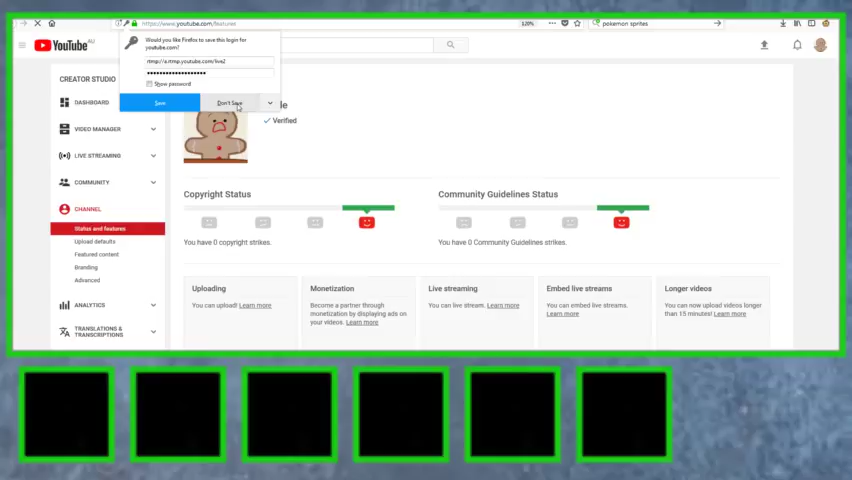 https://www.youtube.com/features
120%
pokemon sprites
YouTube AU
Would you like Firefox to save this login for
youtube.com?
rtmp://a.rtmp.youtube.com/live2
Show password
Save
Don't Save
CREATOR STUDIO
DASHBOARD
VIDEO MANAGER
LIVE STREAMING
COMMUNITY
CHANNEL
Status and features
Upload defaults
Featured content
Branding
Advanced
ANALYTICS
TRANSLATIONS &
TRANSCRIPTIONS
Verified
Copyright Status
You have 0 copyright strikes.
Community Guidelines Status
You have 0 Community Guidelines strikes.
Uploading
You can upload! Learn more
Monetization
Become a partner through
monetization by displaying ads on
your videos. Learn more
Live streaming
You can live stream. Learn more
Embed live streams
You can embed live streams.
Learn more
Longer videos
You can now upload videos longer
than 15 minutes! Learn more